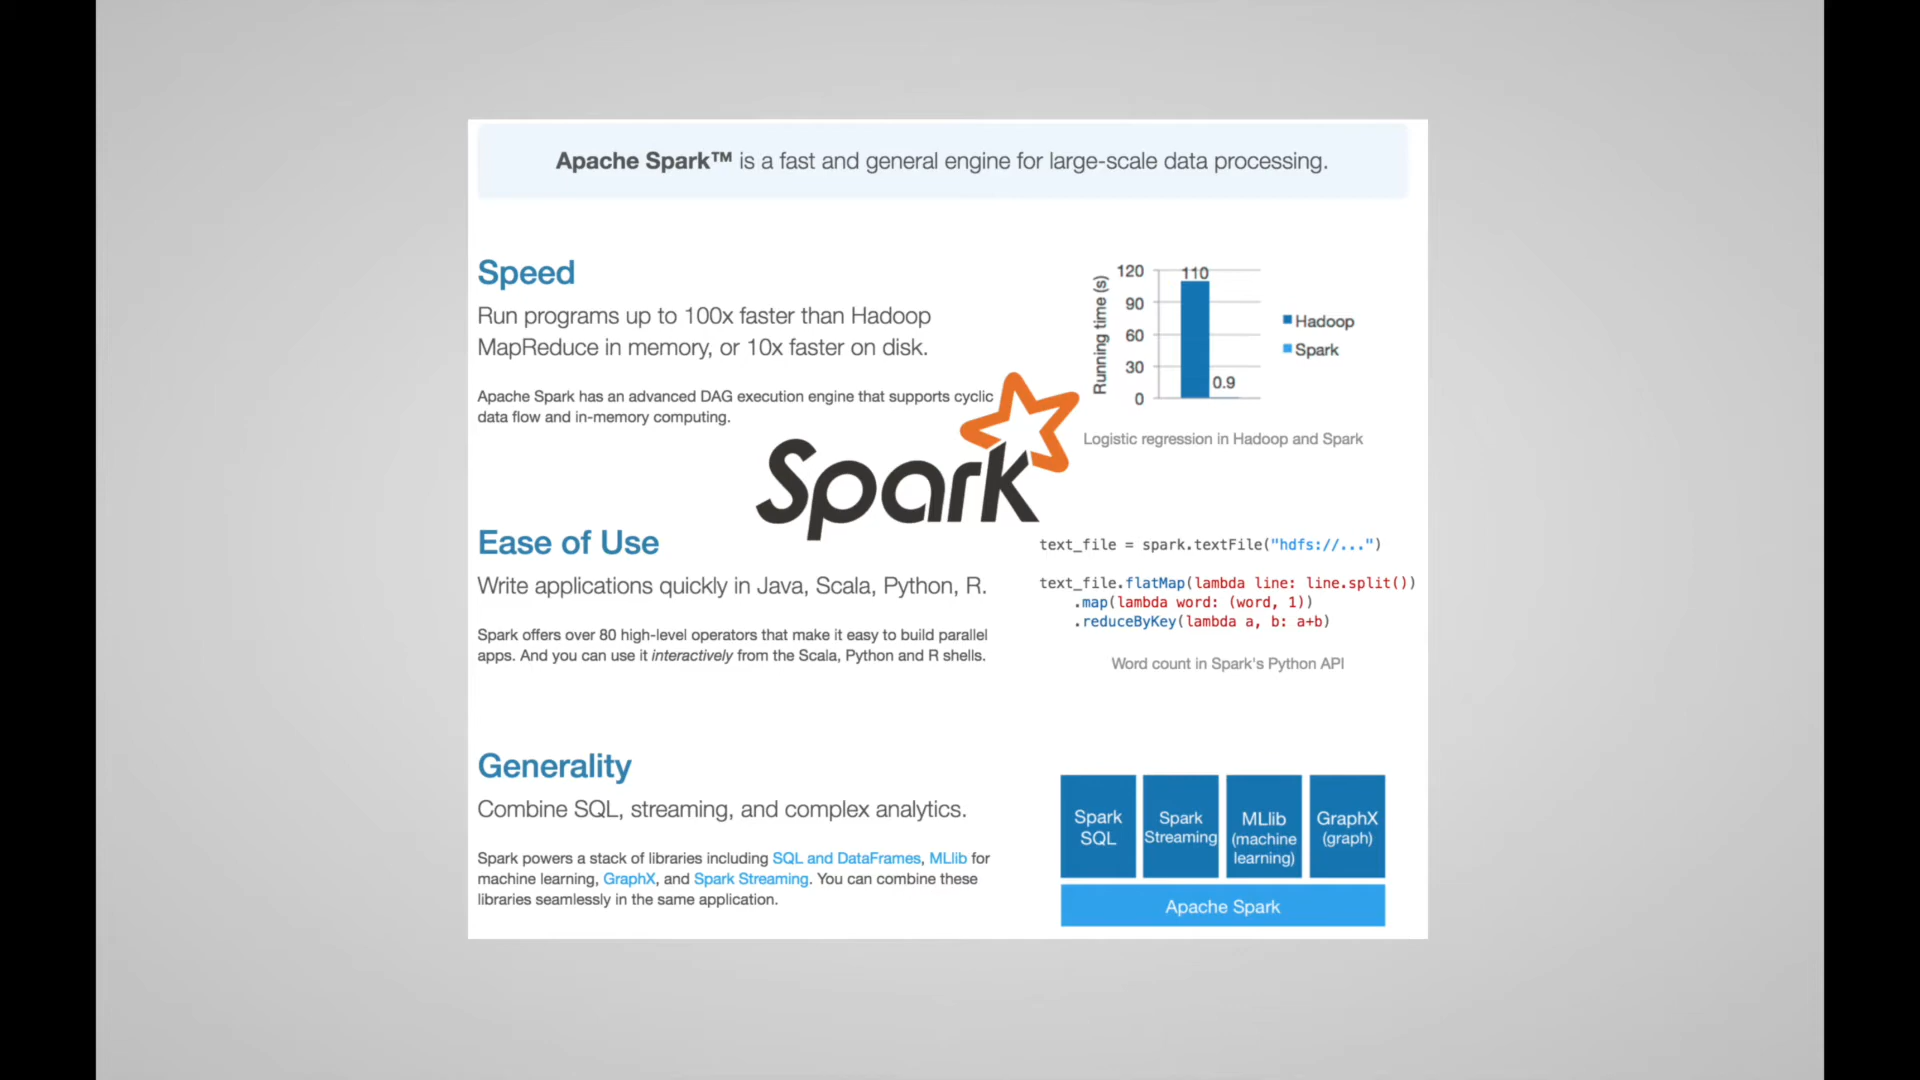 Apache Spark™ is a fast and general engine for large-scale data processing.
Speed
Run programs up to 100x faster than Hadoop
MapReduce in memory, or 10x faster on disk.
Apache Spark has an advanced DAG execution engine that supports cyclic
data flow and in-memory computing.
Running time (s)
120
90
60
30
0
110
0.9
Hadoop
Spark
Logistic regression in Hadoop and Spark
Spark
Ease of Use
Write applications quickly in Java, Scala, Python, R.
Spark offers over 80 high-level operators that make it easy to build parallel
apps. And you can use it interactively from the Scala, Python and R shells.
text_file = spark.textFile("hdfs://...")
text_file.flatMap(lambda line: line.split())
.map(lambda word: (word, 1))
.reduceByKey(lambda a, b: a+b)
Word count in Spark's Python API
Generality
Combine SQL, streaming, and complex analytics.
Spark powers a stack of libraries including SQL and DataFrames, MLlib for
machine learning, GraphX, and Spark Streaming. You can combine these
libraries seamlessly in the same application.
Spark
SQL
Spark
Streaming
MLlib
(machine
learning)
GraphX
(graph)
Apache Spark